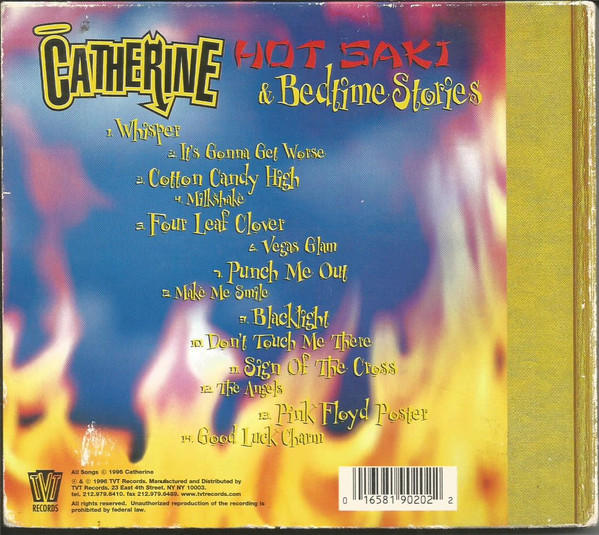 CATHERINE HOT SAKI
& Bedtime Stories
1. Whisper
2. It's Gonna Get Worse
3. Cotton Candy High
4. Milkshake
5. Four Leaf Clover
6. Vegas Glam
7. Punch Me Out
8. Make Me Smile
9. Blacklight
10. Don't Touch Me There
11. Sign Of The Cross
12. The Angels
13. Pink Floyd Poster
14. Good Luck Charm
TVT
RECORDS
All Songs © 1996 Catherine
℗ & © 1996 TVT Records. Manufactured and Distributed by
TVT Records. 23 East 4th Street, NY NY 10003.
tel. 212.979.6410. fax 212.979.6489. www.tvtrecords.com
All rights reserved. Unauthorized reproduction of the recording is
prohibited by federal law.
0 16581 90202 2